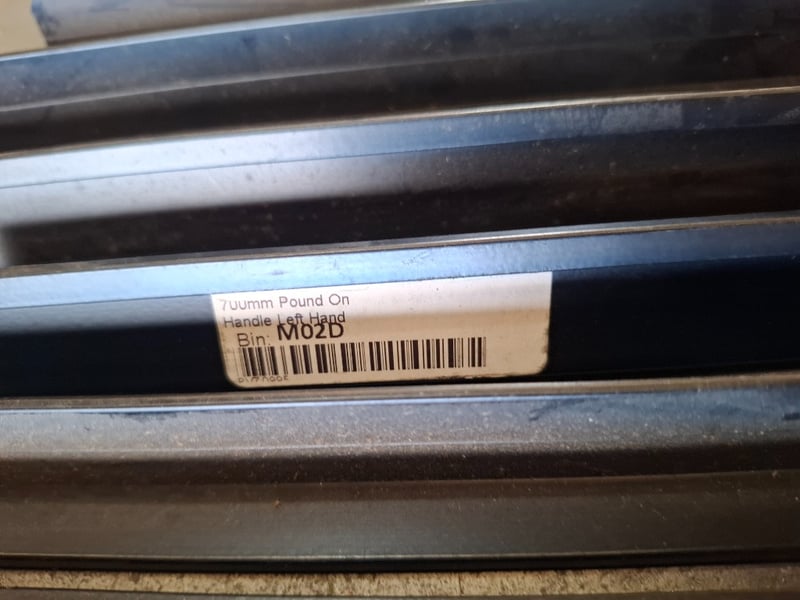 700mm Pound On
Handle Left Hand
Bin: M02D